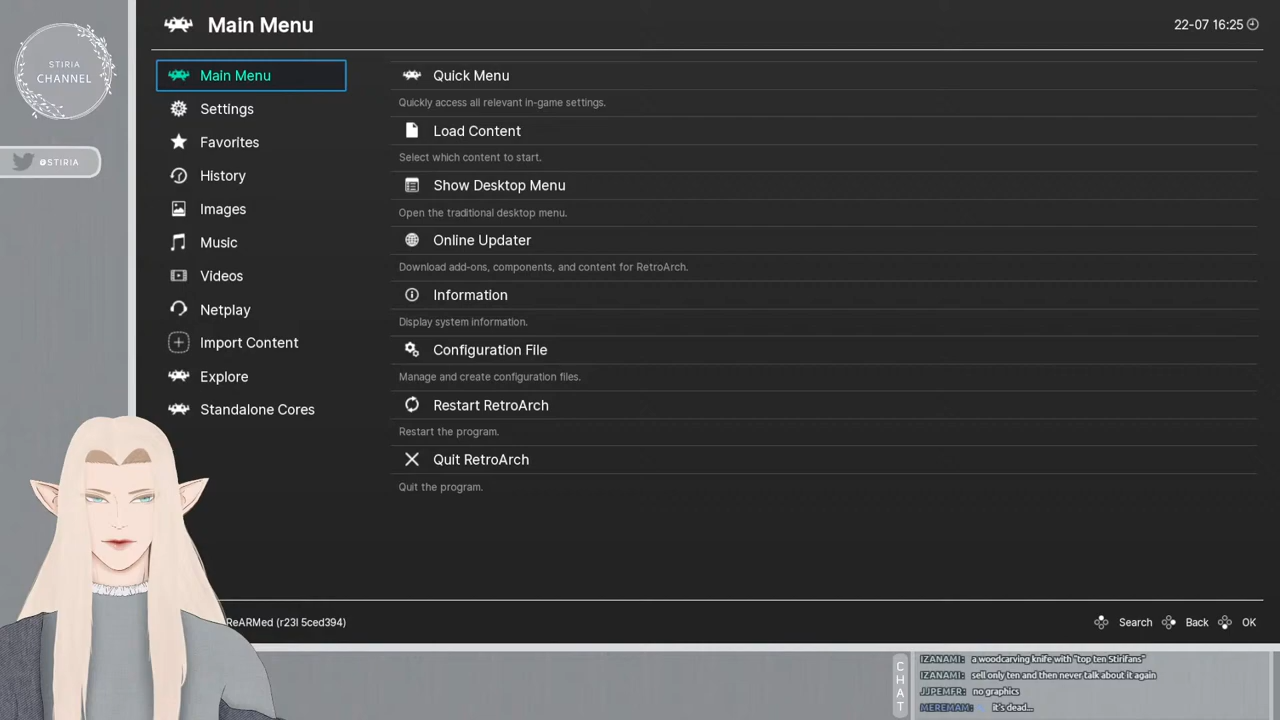 STIRIA
CHANNEL
@STIRIA
Main Menu
22-07 16:25
Main Menu
Settings
Favorites
History
Images
Music
Videos
Netplay
Import Content
Explore
Standalone Cores
Quick Menu
Quickly access all relevant in-game settings.
Load Content
Select which content to start.
Show Desktop Menu
Open the traditional desktop menu.
Online Updater
Download add-ons, components, and content for RetroArch.
Information
Display system information.
Configuration File
Manage and create configuration files.
Restart RetroArch
Restart the program.
Quit RetroArch
Quit the program.
ReARMed (r23l 5ced394)
Search Back OK
CHAT
IZANAMI: a woodcarving knife with "top ten Stirifans"
IZANAMI: sell only ten and then never talk about it again
JJPEMFR: no graphics
MEREMAM: it's dead...